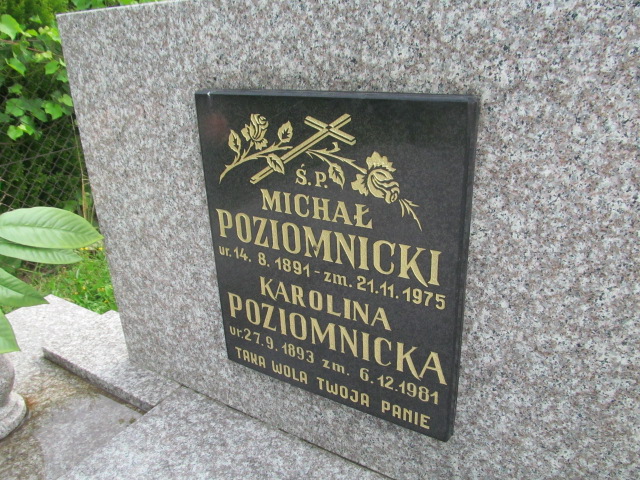 Ś.P.
MICHAŁ
POZIOMNICKI
ur. 14. 8. 1891 - zm. 21.11.1975
KAROLINA
POZIOMNICKA
ur. 27. 9. 1893 zm. 6.12.1981
TAKA WOLA TWOJA PANIE